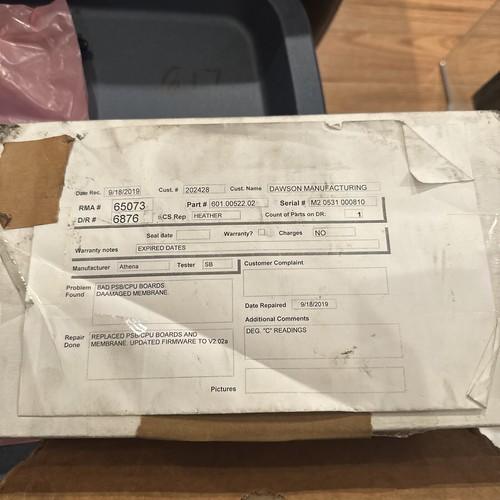 617
Date Rec. 9/18/2019 Cust. # 202428 Cust. Name DAWSON MANUFACTURING
RMA # 65073 Part # 601.00522.02 Serial # M2 0531 000810
D/R # 6876 CS Rep HEATHER Count of Parts on DR: 1
Seal date Warranty? Charges NO
Warranty notes EXPIRED DATES
Manufacturer Athena Tester SB Customer Complaint
Problem Found BAD PSB/CPU BOARDS
DAAMAGED MEMBRANE.
Date Repaired 9/18/2019
Additional Comments
Repair Done REPLACED PSB/CPU BOARDS AND DEG. "C" READINGS
MEMBRANE. UPDATED FIRMWARE TO V2.02a
Pictures